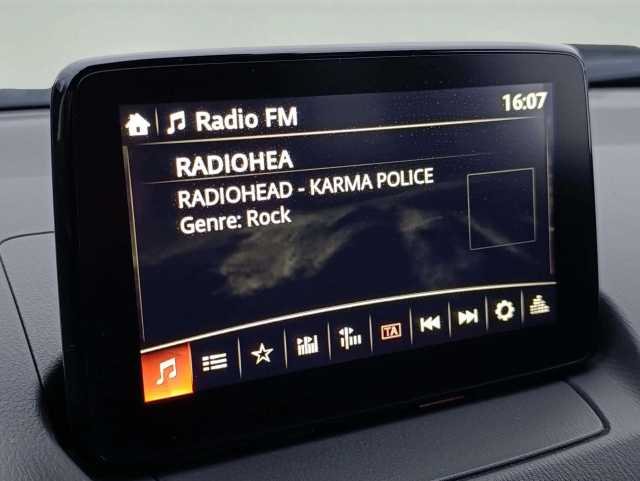 Radio FM
16:07
RADIOHEA
RADIOHEAD - KARMA POLICE
Genre: Rock
TA